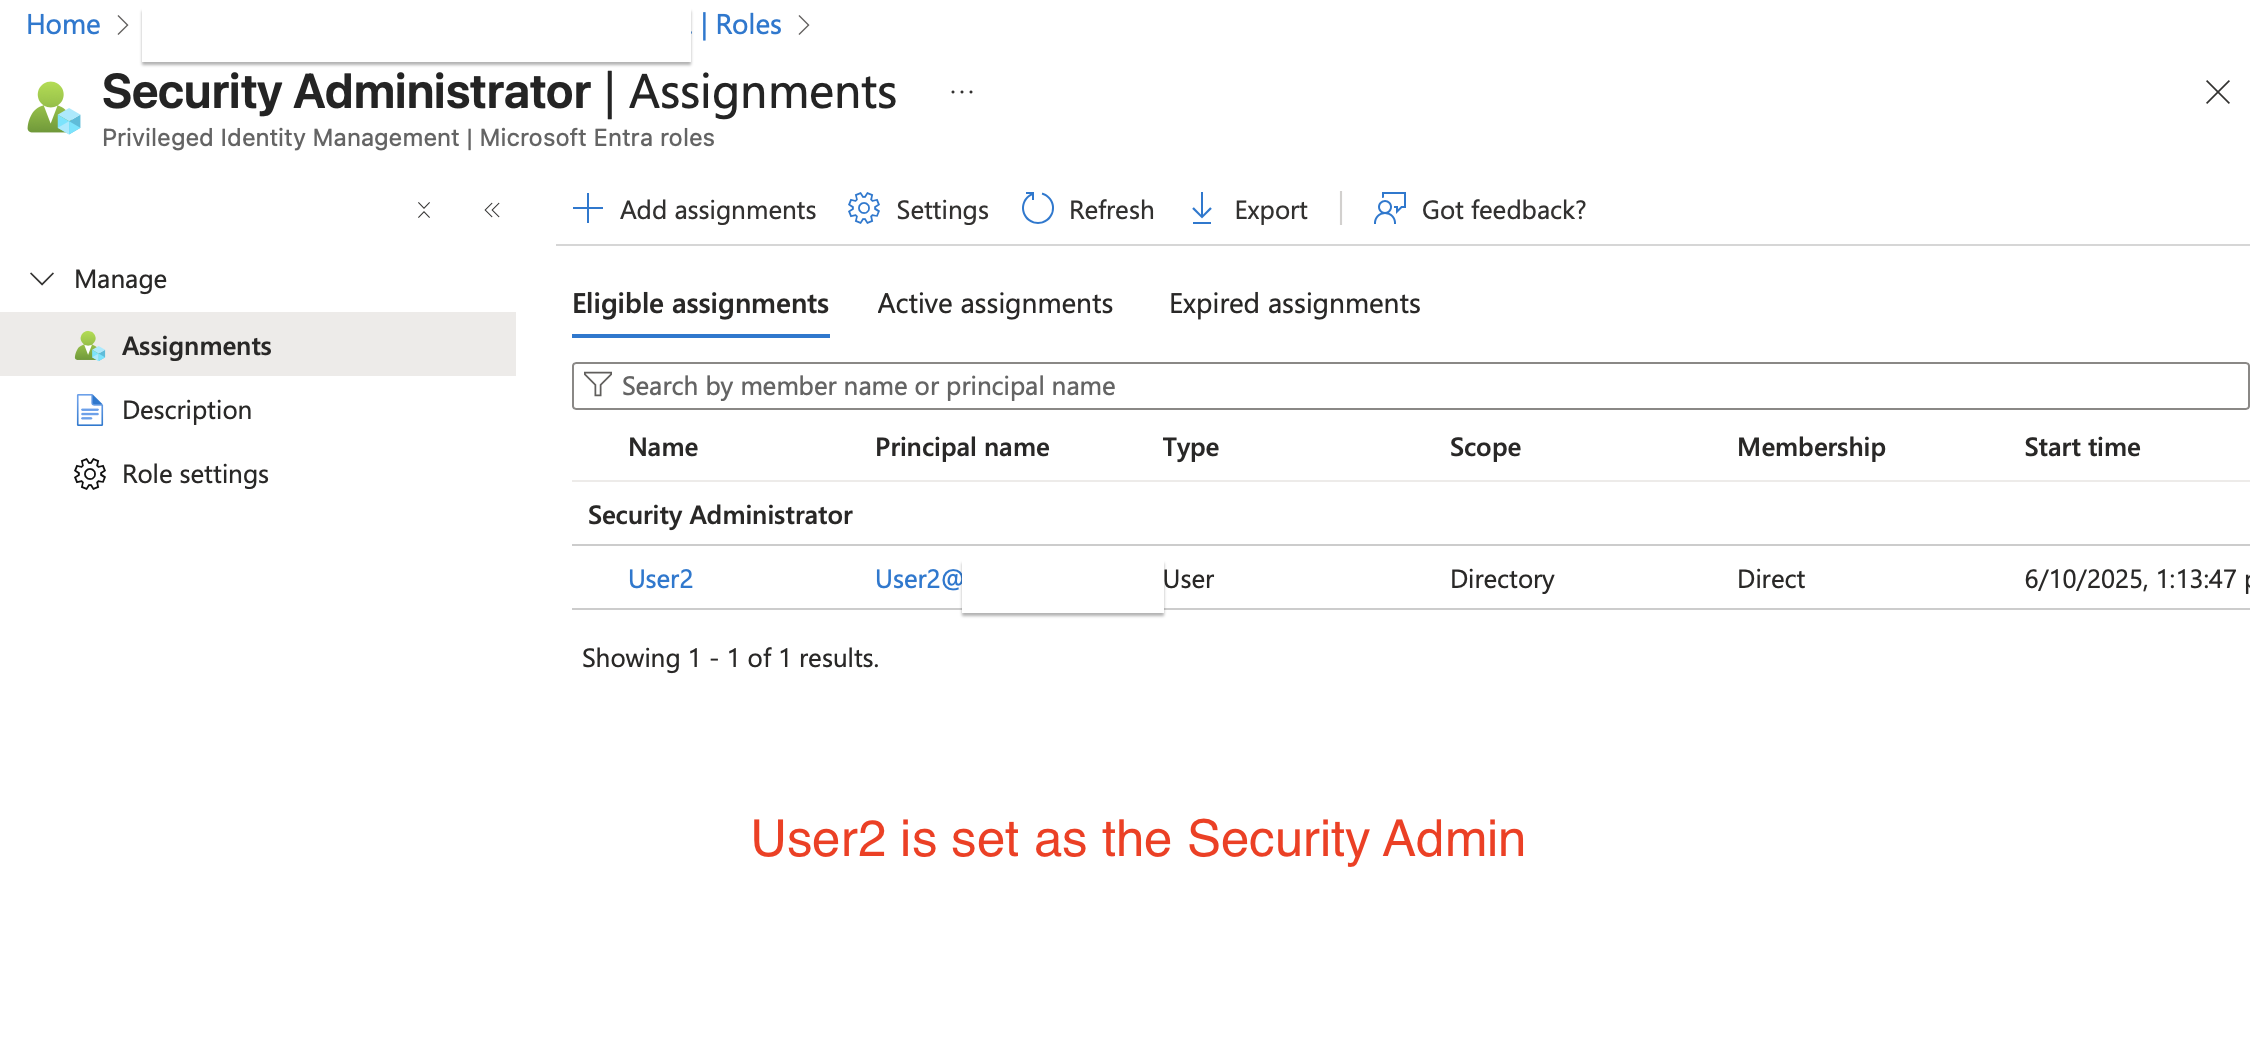 Home > | Roles >
Security Administrator | Assignments ...
Privileged Identity Management | Microsoft Entra roles
Add assignments Settings Refresh Export Got feedback?
Manage
Assignments
Description
Role settings
Eligible assignments Active assignments Expired assignments
Search by member name or principal name
Name Principal name Type Scope Membership Start time
Security Administrator
User2 User2@ User Directory Direct 6/10/2025, 1:13:47
Showing 1 - 1 of 1 results.
User2 is set as the Security Admin